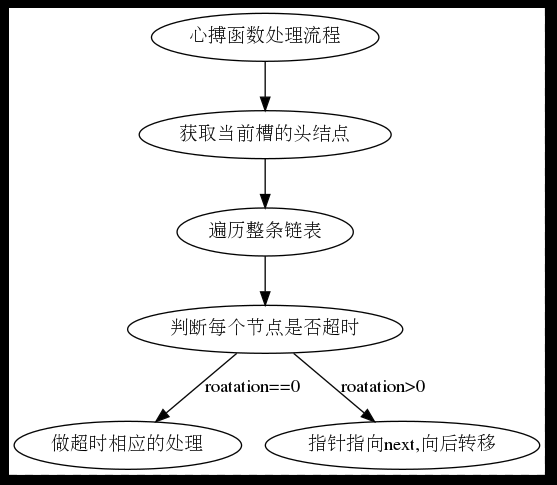 心搏函数处理流程
获取当前槽的头结点
遍历整条链表
判断每个节点是否超时
roatation==0
roatation>0
做超时相应的处理
指针指向next,向后转移